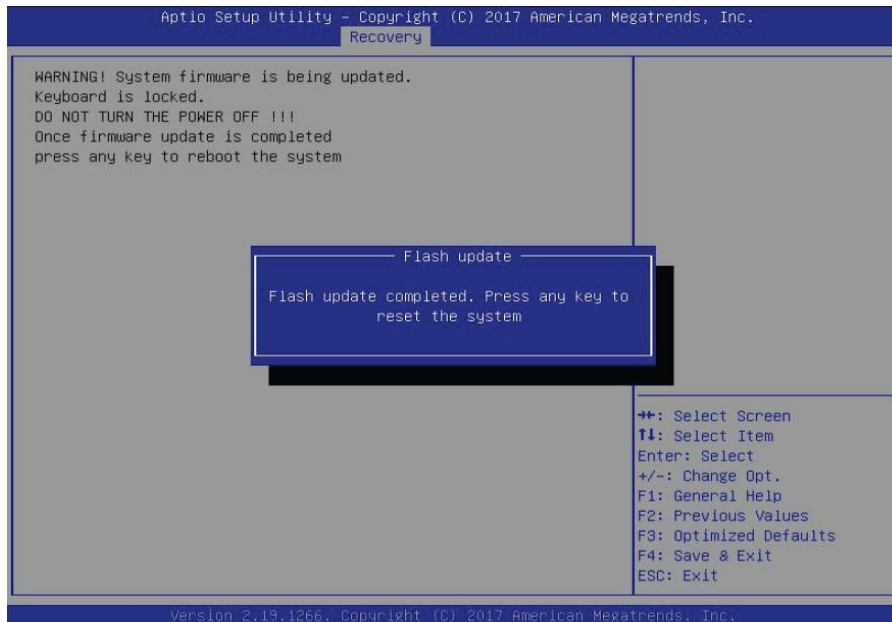 Aptio Setup Utility – Copyright (C) 2017 American Megatrends, Inc.
Recovery
WARNING! System firmware is being updated.
Keyboard is locked.
DO NOT TURN THE POWER OFF !!!
Once firmware update is completed
press any key to reboot the system
Flash update
Flash update completed. Press any key to
reset the system
→←: Select Screen
↑↓: Select Item
Enter: Select
+/-: Change Opt.
F1: General Help
F2: Previous Values
F3: Optimized Defaults
F4: Save & Exit
ESC: Exit
Version 2.19.1266. Copyright (C) 2017 American Megatrends, Inc.